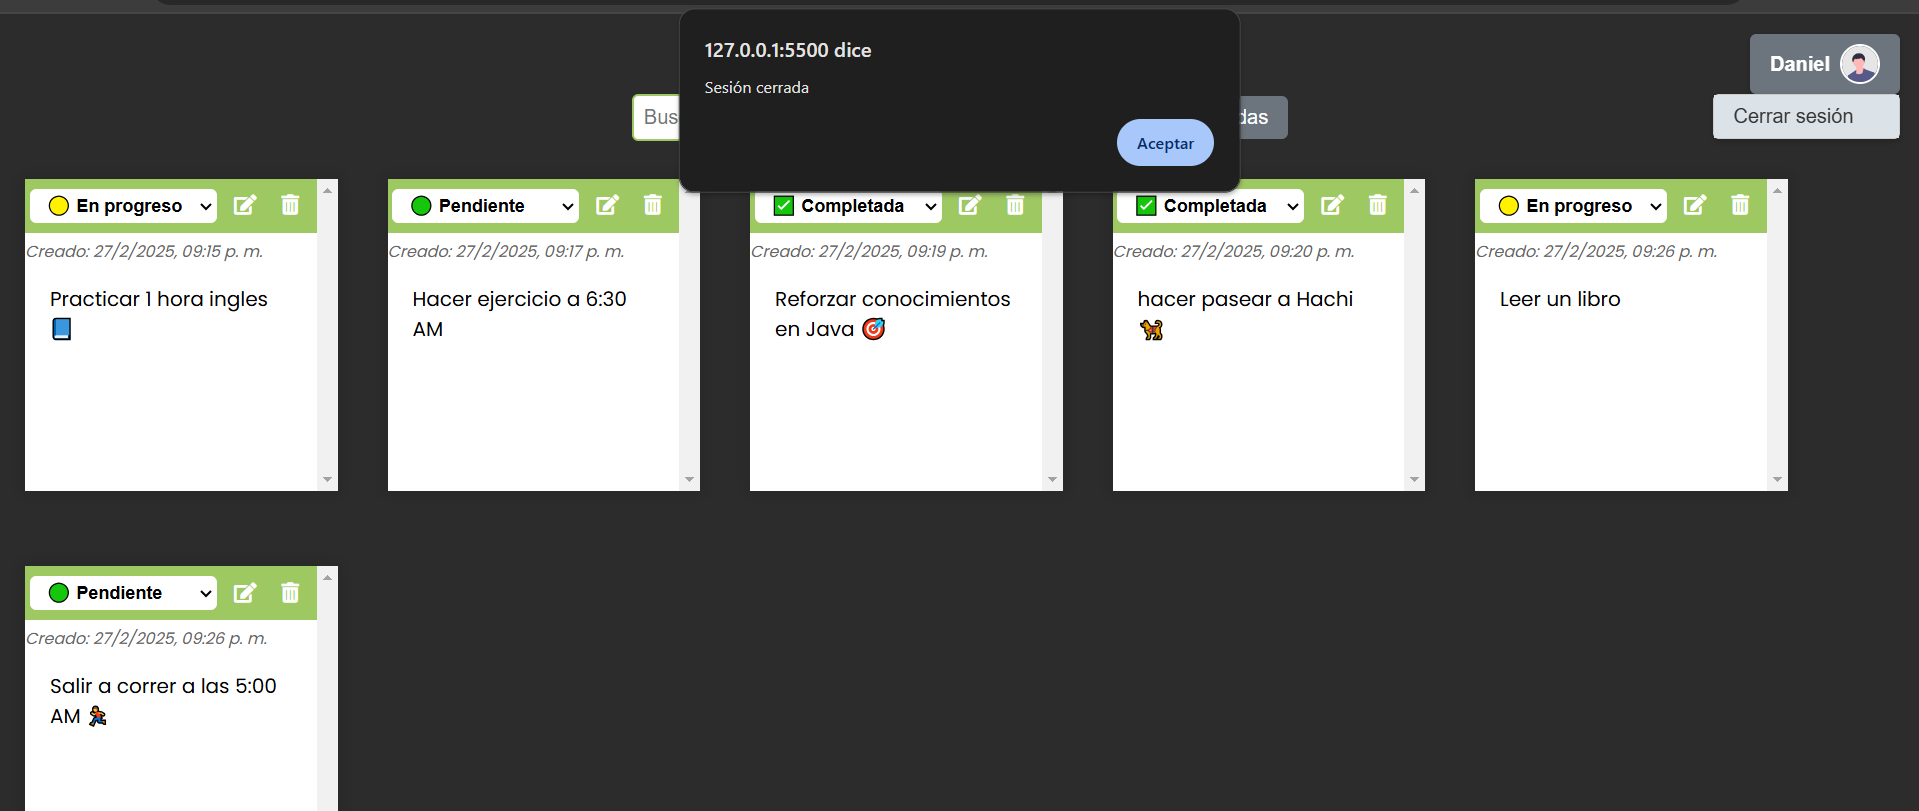 127.0.0.1:5500 dice
Sesión cerrada
Aceptar
Daniel
Cerrar sesión
En progreso
Creado: 27/2/2025, 09:15 p. m.
Practicar 1 hora ingles
📘
Pendiente
Creado: 27/2/2025, 09:17 p. m.
Hacer ejercicio a 6:30
AM
Completada
Creado: 27/2/2025, 09:19 p. m.
Reforzar conocimientos
en Java 🎯
Completada
Creado: 27/2/2025, 09:20 p. m.
hacer pasear a Hachi
🐕
En progreso
Creado: 27/2/2025, 09:26 p. m.
Leer un libro
Pendiente
Creado: 27/2/2025, 09:26 p. m.
Salir a correr a las 5:00
AM 🏃